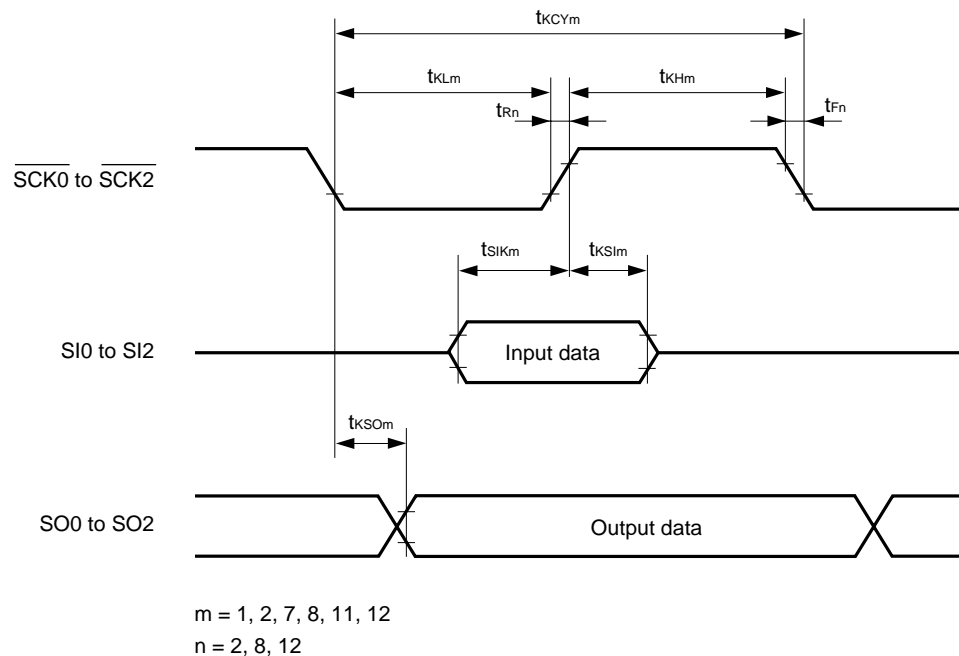 tKCYm
tKLm
tKHm
tRn
tFn
SCK0 to SCK2
tSIKm
tKSIm
SI0 to SI2
Input data
tKSOm
SO0 to SO2
Output data
m = 1, 2, 7, 8, 11, 12
n = 2, 8, 12